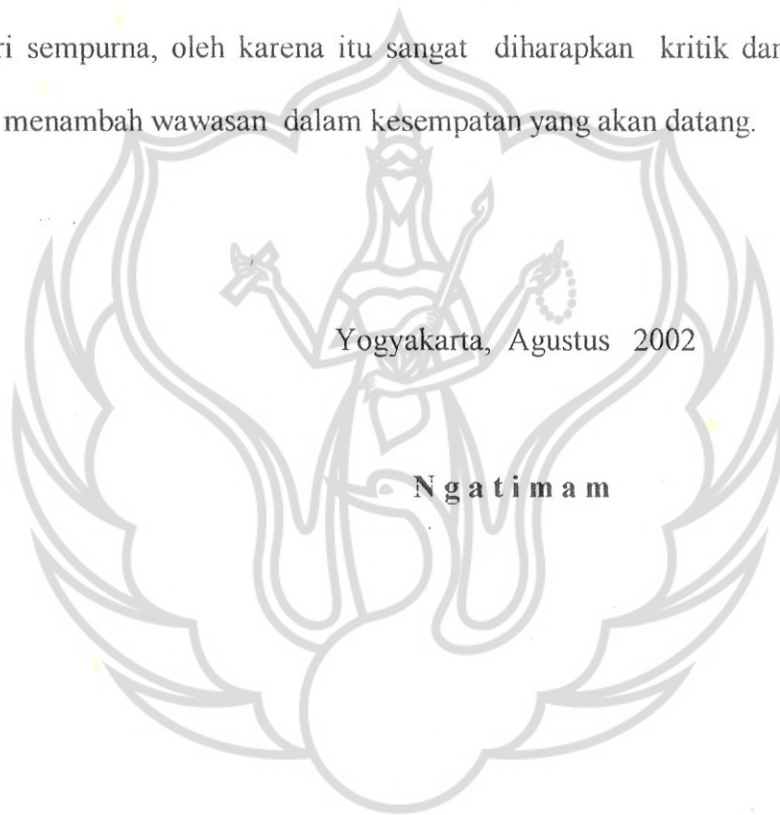 ri sempurna, oleh karena itu sangat diharapkan kritik dan
menambah wawasan dalam kesempatan yang akan datang.
Yogyakarta, Agustus 2002
N g a t i m a m